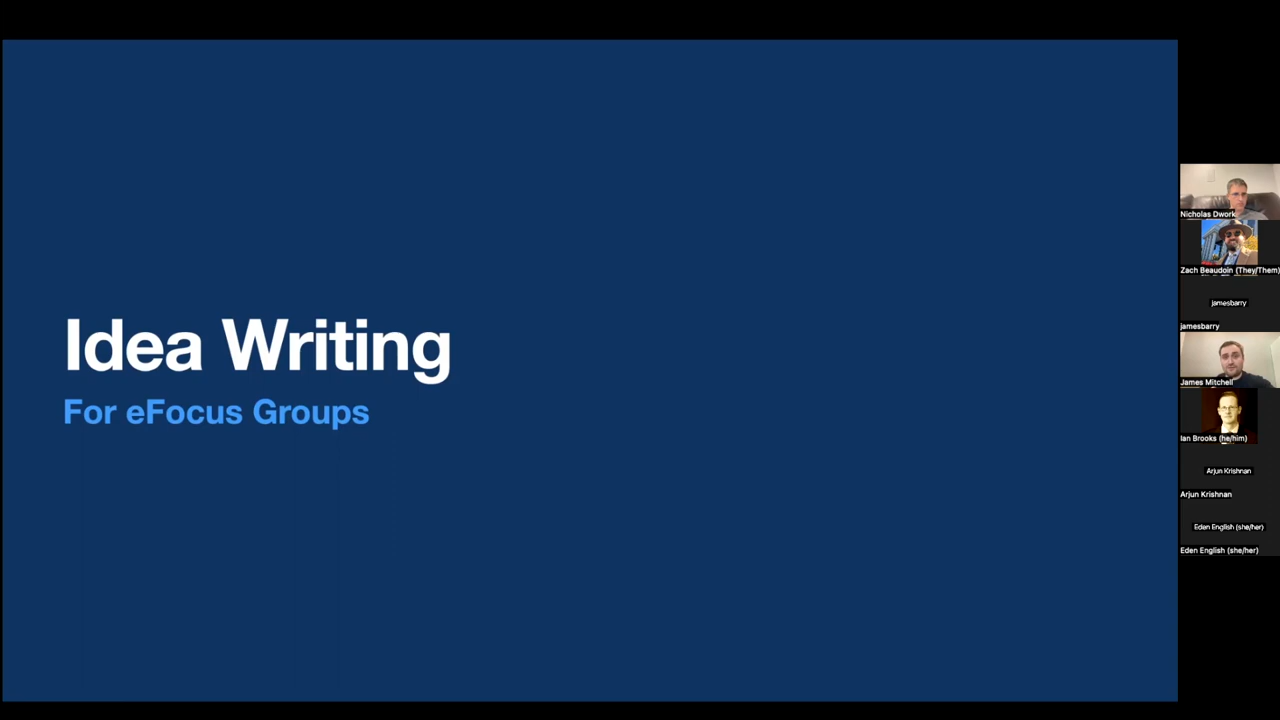 Idea Writing
For eFocus Groups
Nicholas Dwork
Zach Beaudoin (They/Them)
jamesbarry
jamesbarry
James Mitchell
Ian Brooks (he/him)
Arjun Krishnan
Arjun Krishnan
Eden English (she/her)
Eden English (she/her)